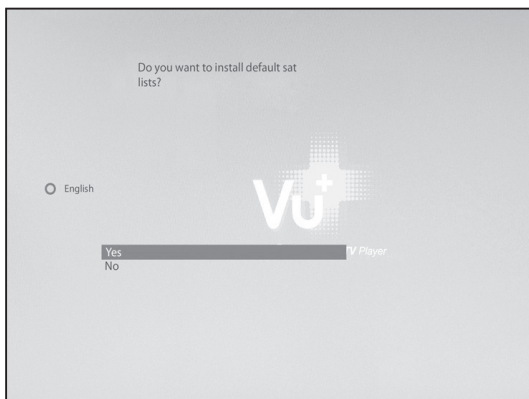 Do you want to install default sat
lists?
English
Vu+
Yes
TV Player
No